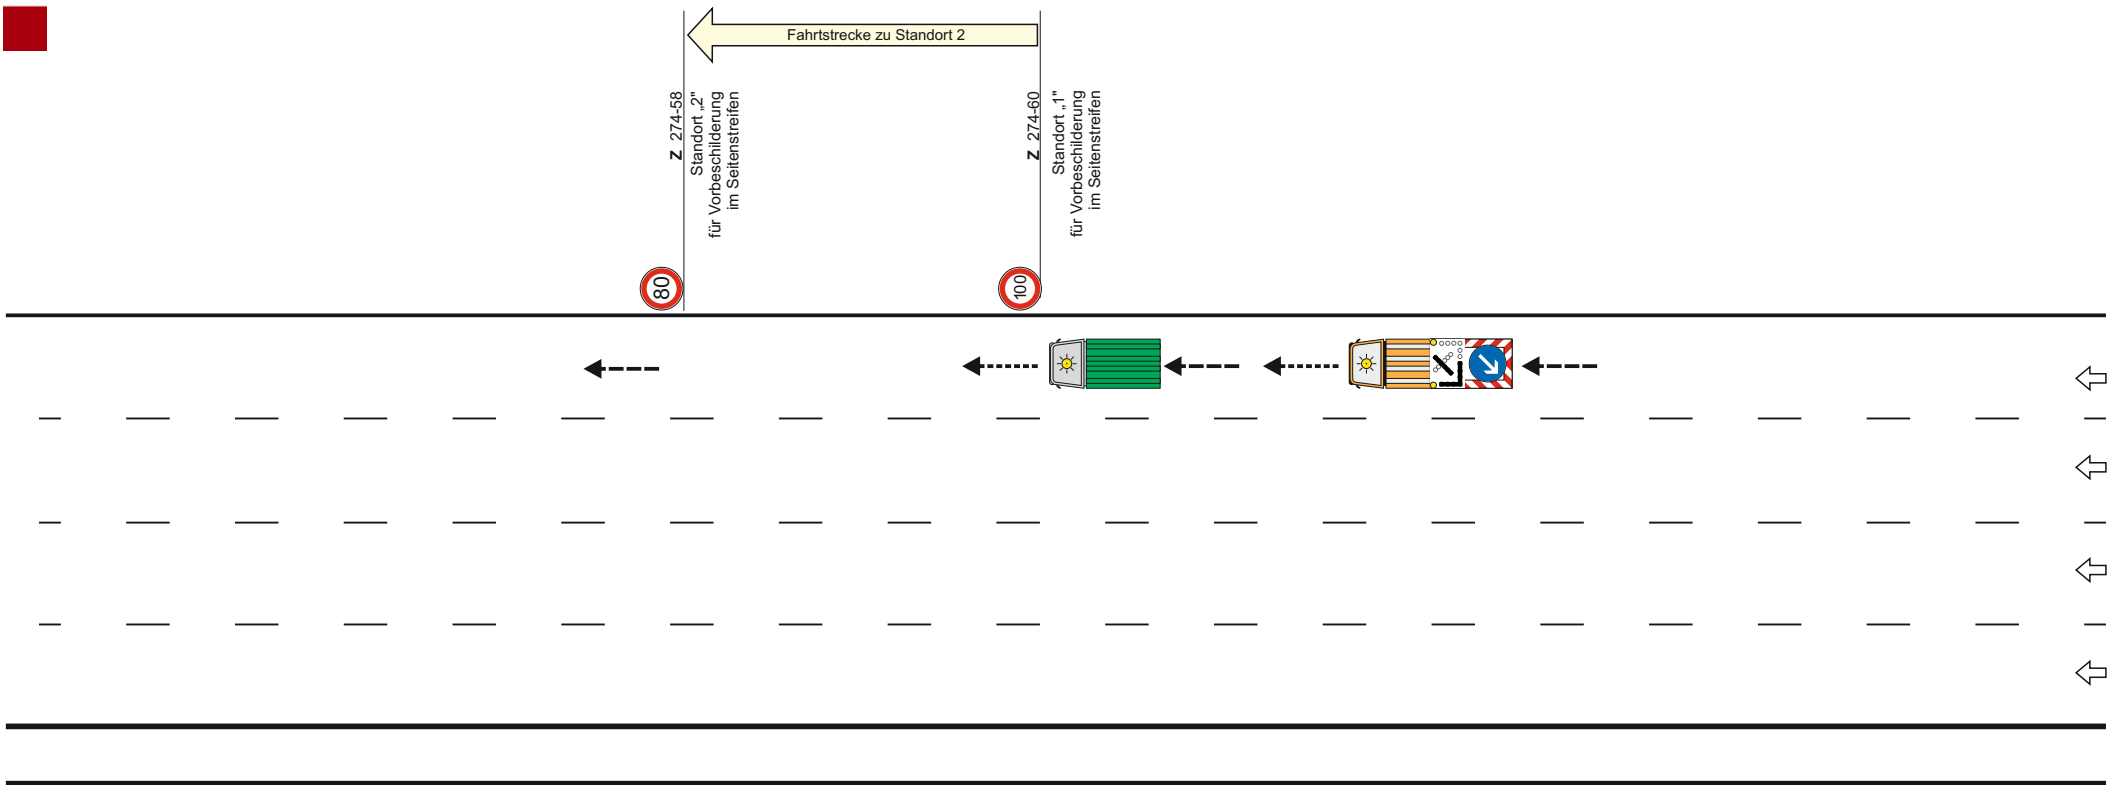 Fahrtstrecke zu Standort 2
Z 274-58
Standort „2"
für Vorbeschilderung
im Seitenstreifen
Z 274-60
Standort „1"
für Vorbeschilderung
im Seitenstreifen
80
100